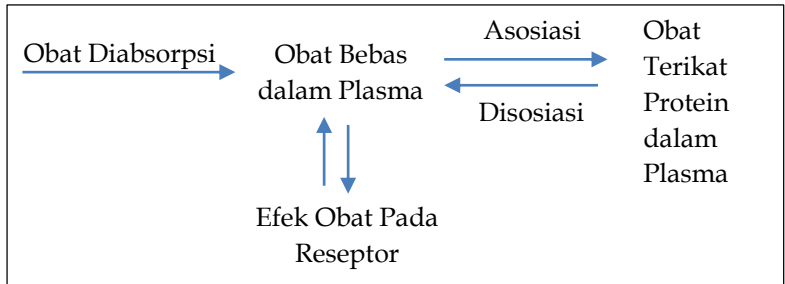 Obat Diabsorpsi
Obat Bebas
dalam Plasma
Asosiasi
Disosiasi
Obat
Terikat
Protein
dalam
Plasma
Efek Obat Pada
Reseptor